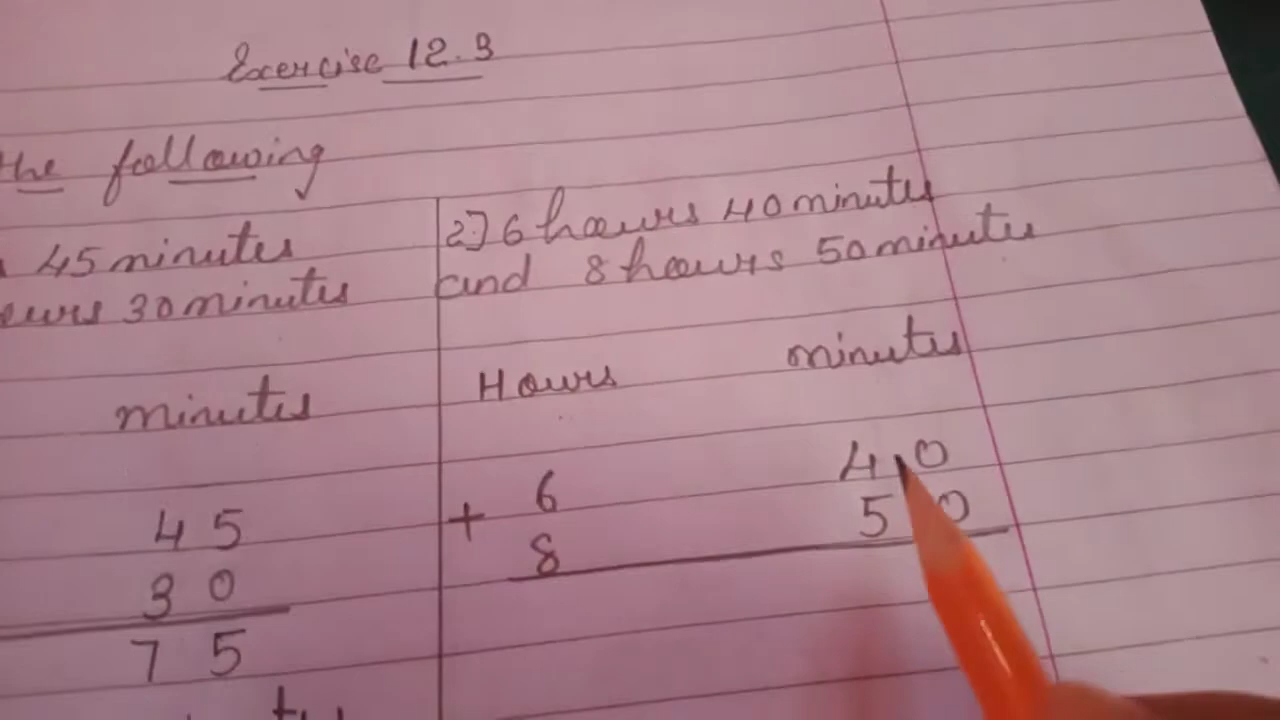 Exercise 12.3
the following
45 minutes
30 minutes
minutes
45
30
75
2) 6 hours 40 minutes
and 8 hours 50 minutes
Hours minutes
6 40
+
8 50